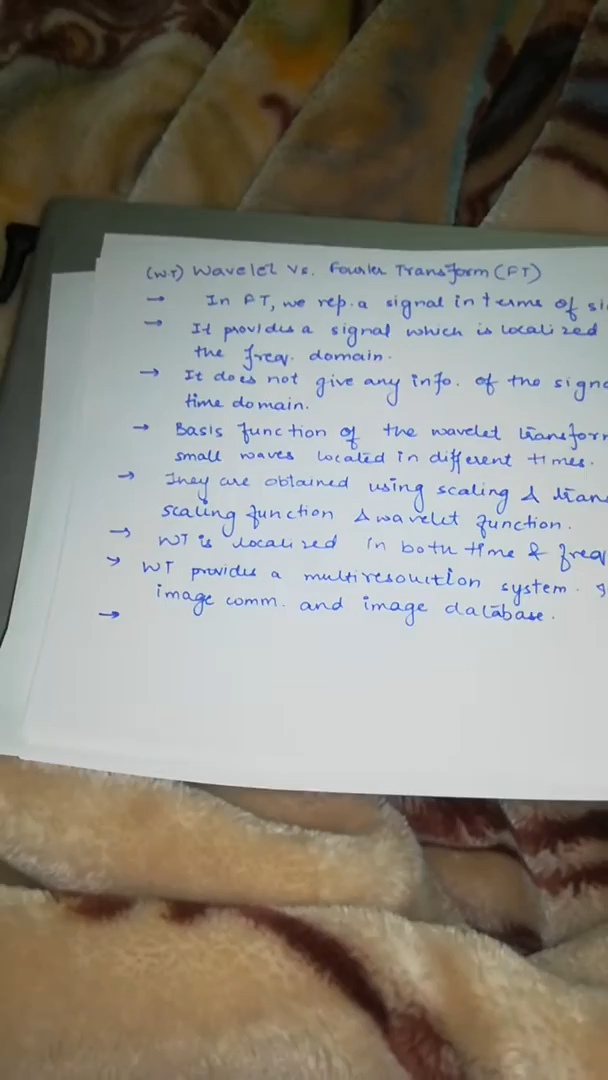 (WT) Wavelet Vs. Fourier Transform (FT)
→ In FT, we rep. a signal in terms of
→ It provides a signal which is localized
the freq. domain.
→ It does not give any info. of the
time domain.
→ Basis function of the wavelet
small waves located in different times.
→ They are obtained using scaling &
scaling function & wavelet function.
→ WT is localized in both time &
→ WT provides a multiresolution system.
image comm. and image database.
→